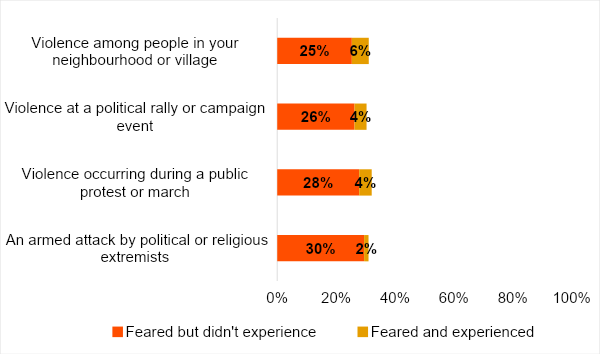 Violence among people in your
neighbourhood or village
25% 6%
Violence at a political rally or campaign
event
26% 4%
Violence occurring during a public
protest or march
28% 4%
An armed attack by political or religious
extremists
30% 2%
0% 20% 40% 60% 80% 100%
Feared but didn't experience Feared and experienced